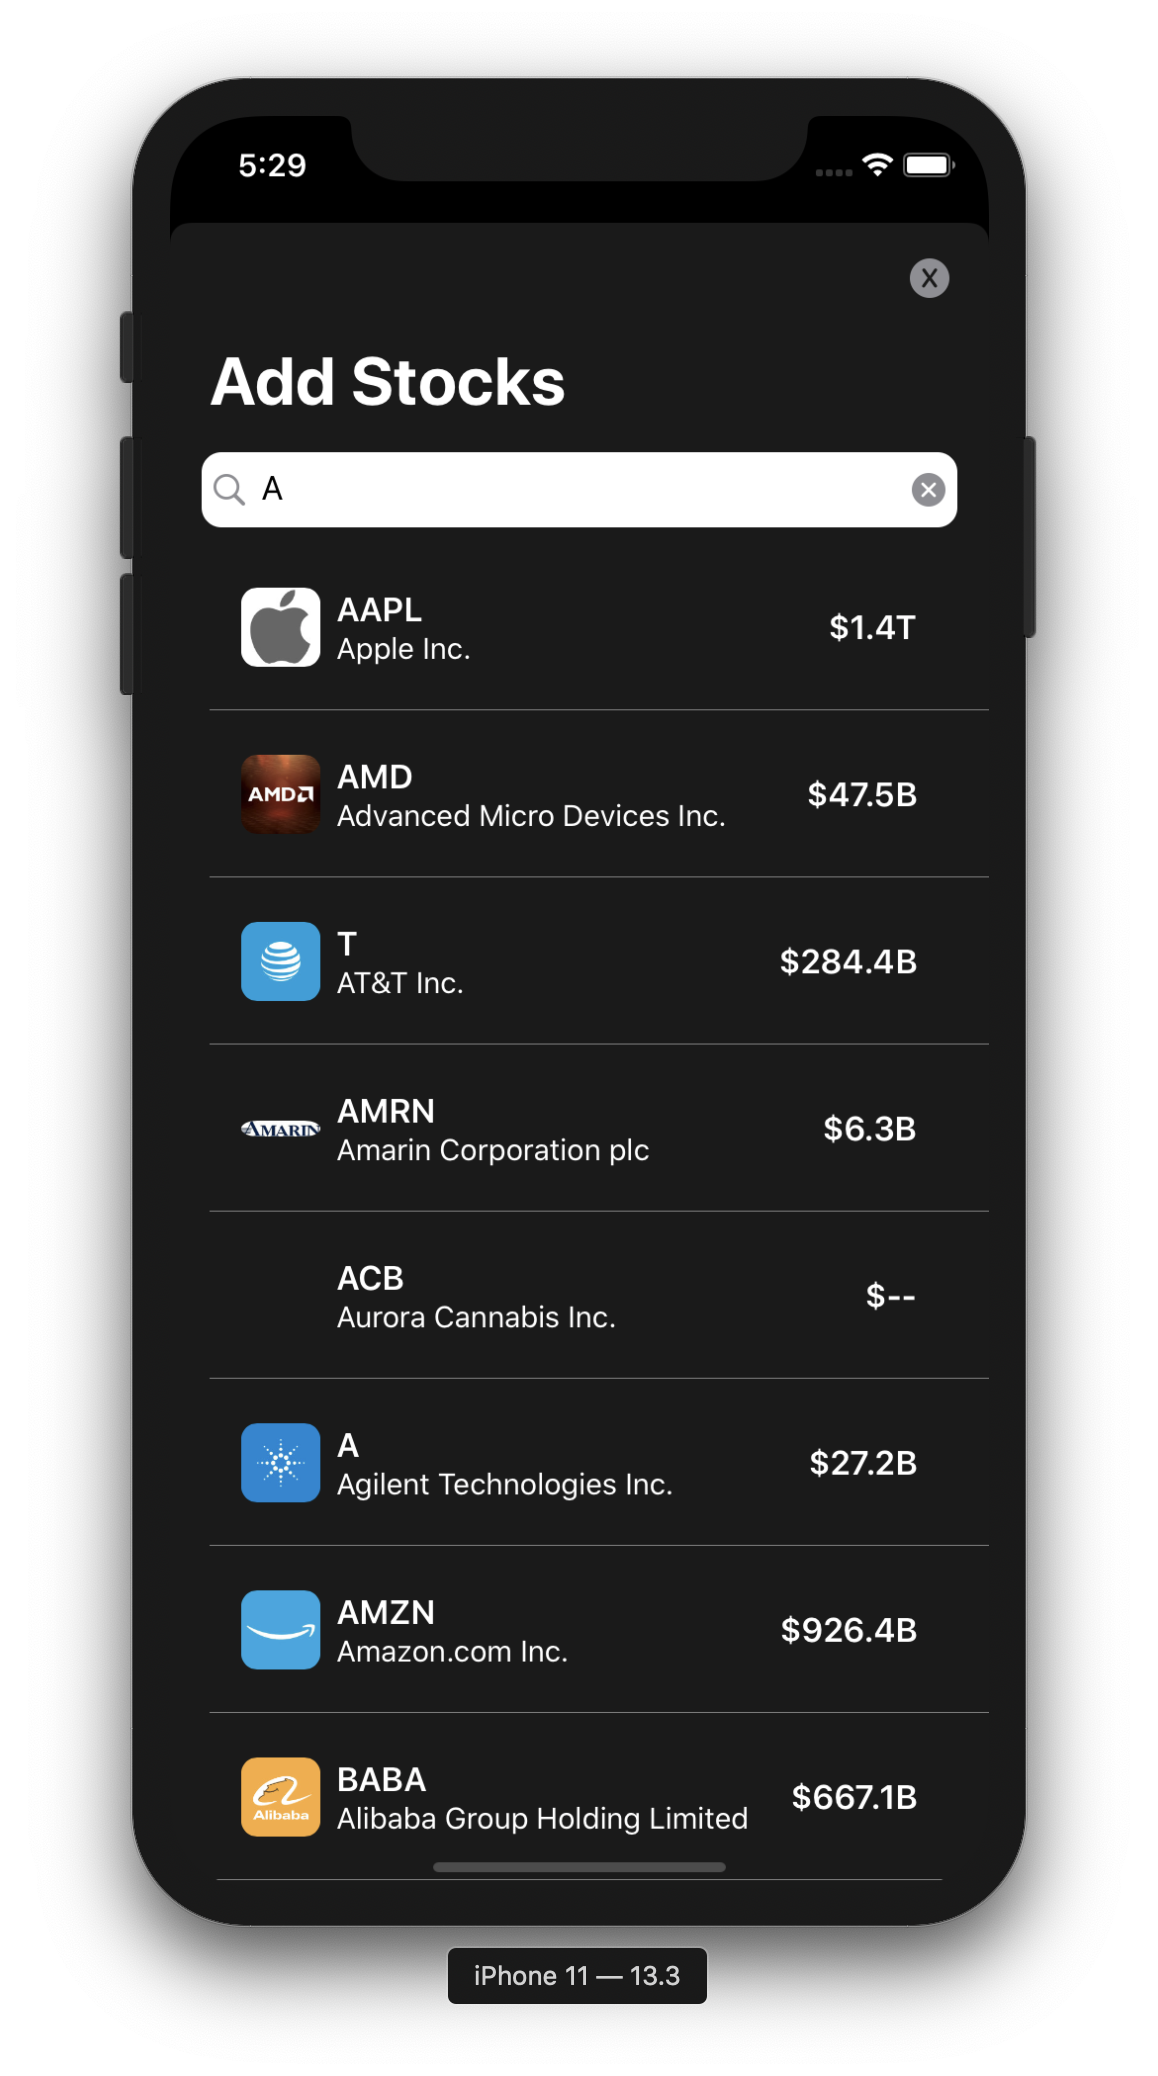 5:29
X
Add Stocks
A
AAPL
Apple Inc.
$1.4T
AMD
AMD
Advanced Micro Devices Inc.
$47.5B
T
AT&T Inc.
$284.4B
AMARIN
AMRN
Amarin Corporation plc
$6.3B
ACB
Aurora Cannabis Inc.
$--
A
Agilent Technologies Inc.
$27.2B
AMZN
Amazon.com Inc.
$926.4B
Alibaba
BABA
Alibaba Group Holding Limited
$667.1B
iPhone 11 — 13.3